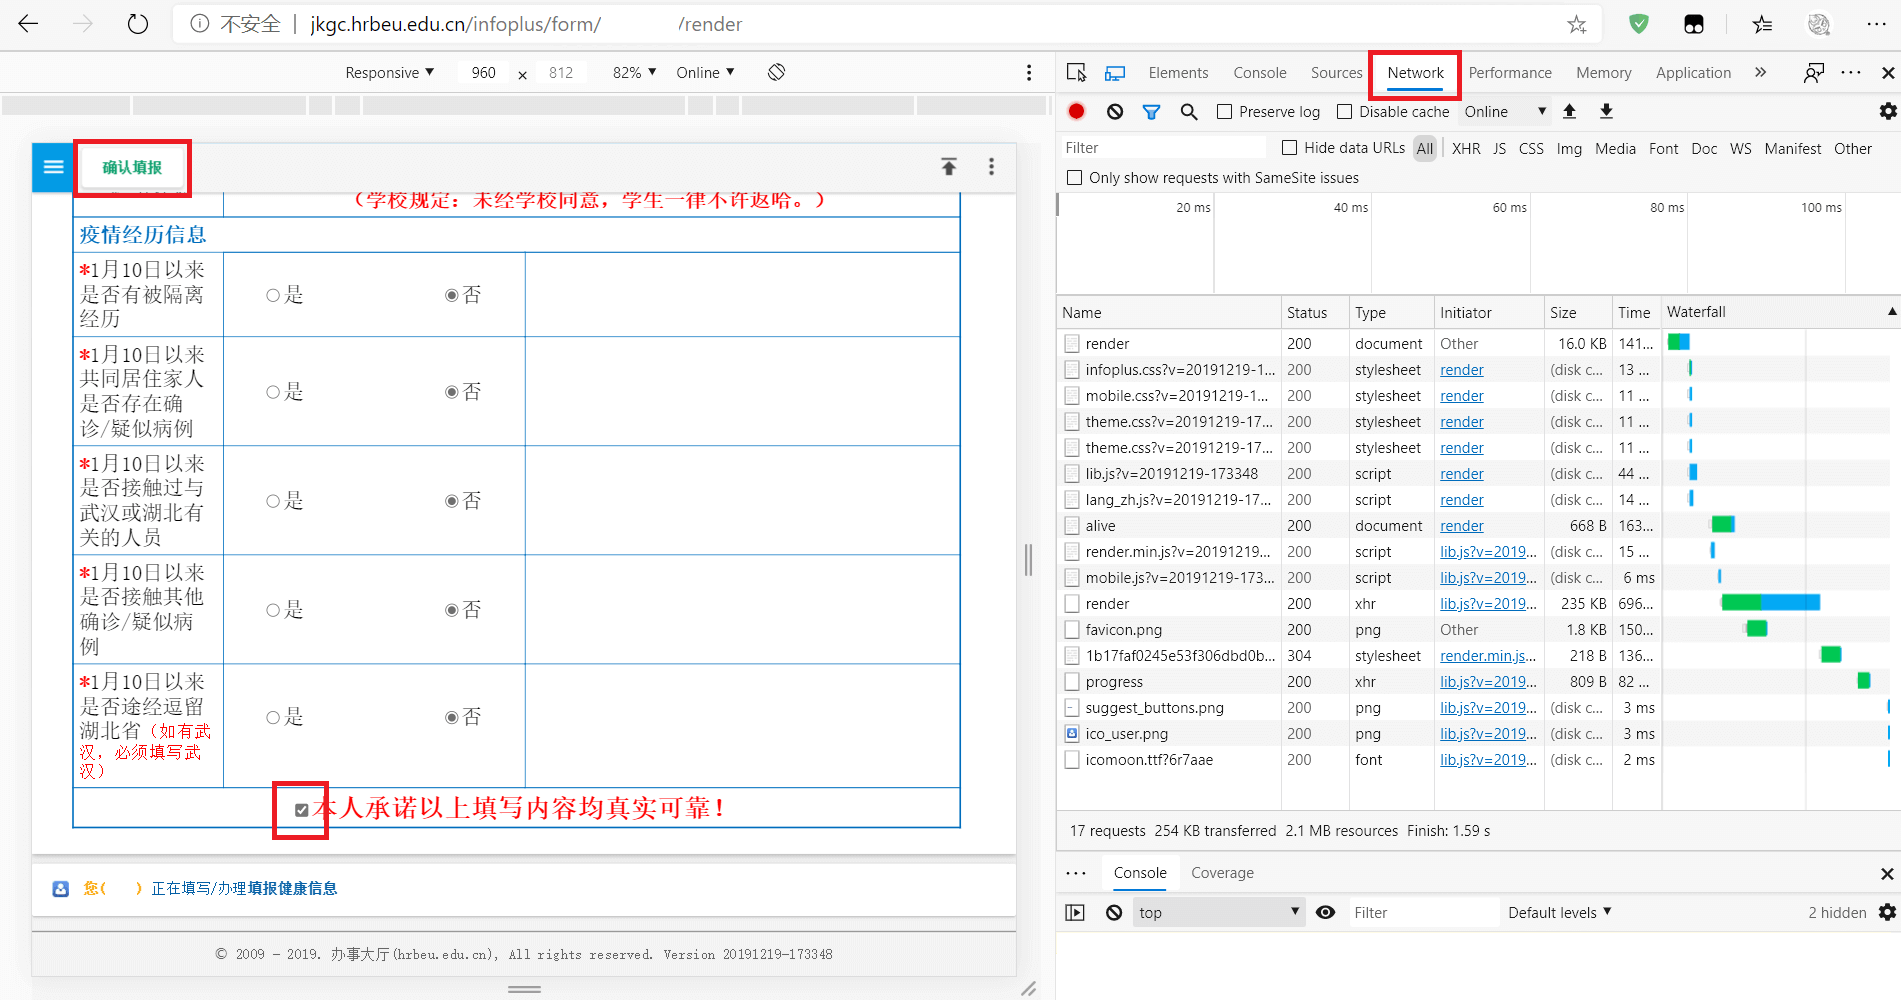 不安全 | jkgc.hrbeu.edu.cn/infoplus/form/ /render
Responsive ▼ 960 × 812 82% ▼ Online ▼
Elements Console Sources Network Performance Memory Application »
Preserve log Disable cache Online ▼
Filter Hide data URLs All XHR JS CSS Img Media Font Doc WS Manifest Other
Only show requests with SameSite issues
20 ms 40 ms 60 ms 80 ms 100 ms
确认填报
（学校规定：未经学校同意，学生一律不许返哈。）
疫情经历信息
*1月10日以来
是否有被隔离
经历
是 否
*1月10日以来
共同居住家人
是否存在确
诊/疑似病例
是 否
*1月10日以来
是否接触过与
武汉或湖北有
关的人员
是 否
*1月10日以来
是否接触其他
确诊/疑似病
例
是 否
*1月10日以来
是否途经逗留
湖北省（如有武
汉，必须填写武
汉）
是 否
本人承诺以上填写内容均真实可靠！
您( ) 正在填写/办理填报健康信息
© 2009 - 2019. 办事大厅(hrbeu.edu.cn), All rights reserved. Version 20191219-173348
Name Status Type Initiator Size Time Waterfall
render 200 document Other 16.0 KB 141...
infoplus.css?v=20191219-1... 200 stylesheet render (disk c... 13 ...
mobile.css?v=20191219-1... 200 stylesheet render (disk c... 11 ...
theme.css?v=20191219-17... 200 stylesheet render (disk c... 11 ...
theme.css?v=20191219-17... 200 stylesheet render (disk c... 11 ...
lib.js?v=20191219-173348 200 script render (disk c... 44 ...
lang_zh.js?v=20191219-17... 200 script render (disk c... 14 ...
alive 200 document render 668 B 163...
render.min.js?v=20191219... 200 script lib.js?v=2019... (disk c... 15 ...
mobile.js?v=20191219-173... 200 script lib.js?v=2019... (disk c... 6 ms
render 200 xhr lib.js?v=2019... 235 KB 696...
favicon.png 200 png Other 1.8 KB 150...
1b17faf0245e53f306dbd0b... 304 stylesheet render.min.js... 218 B 136...
progress 200 xhr lib.js?v=2019... 809 B 82 ...
suggest_buttons.png 200 png lib.js?v=2019... (disk c... 3 ms
ico_user.png 200 png lib.js?v=2019... (disk c... 3 ms
icomoon.ttf?6r7aae 200 font lib.js?v=2019... (disk c... 2 ms
17 requests 254 KB transferred 2.1 MB resources Finish: 1.59 s
Console Coverage
top ▼ Filter Default levels ▼ 2 hidden